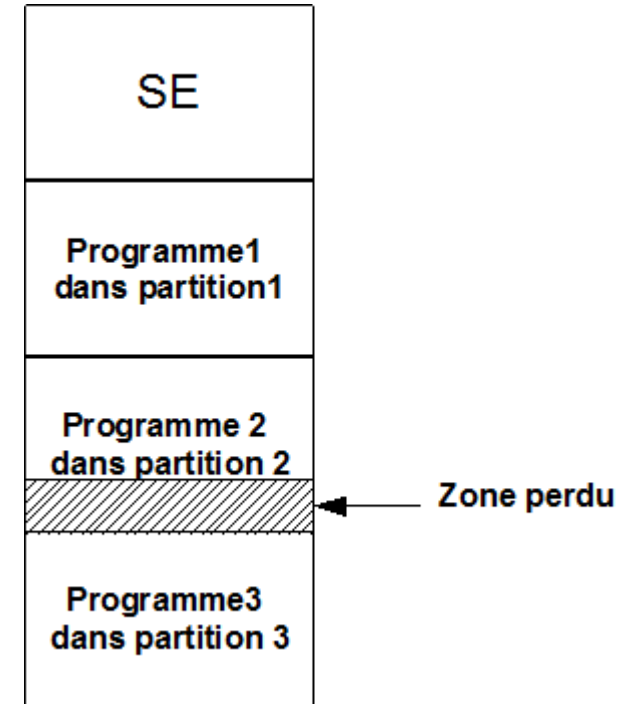 SE
Programme1
dans partition1
Programme 2
dans partition 2
Zone perdu
Programme3
dans partition 3